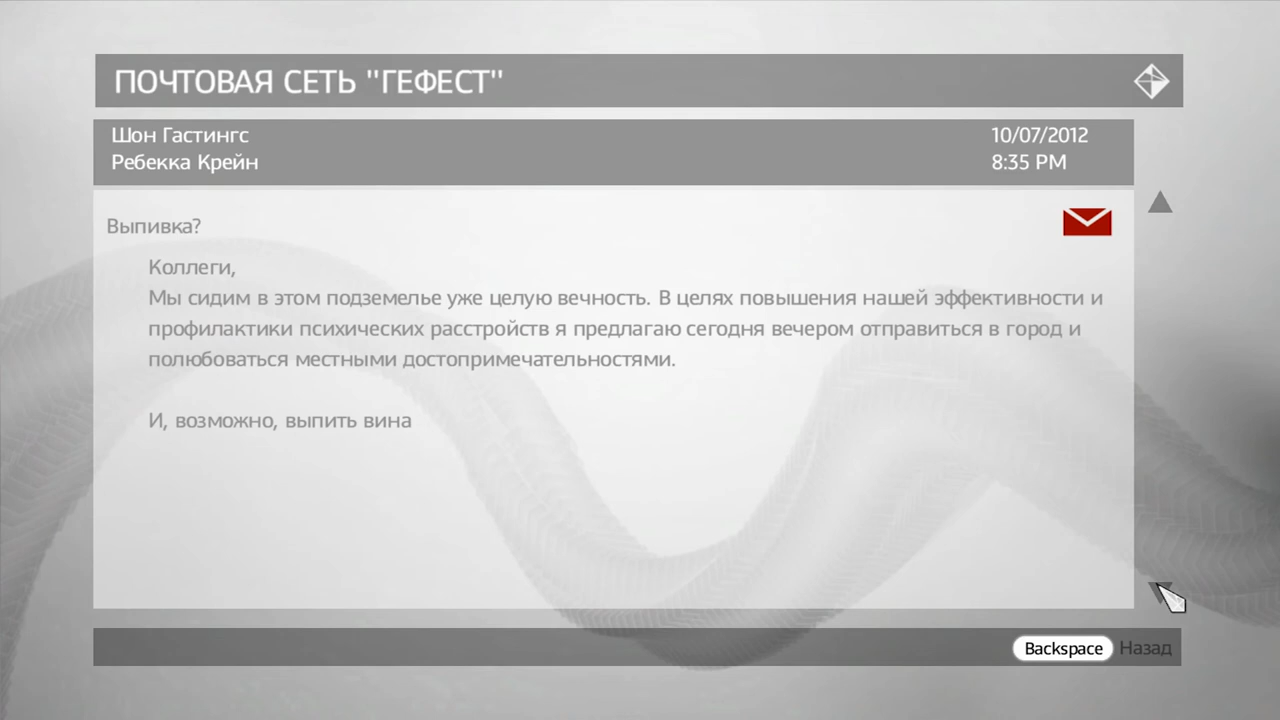 ПОЧТОВАЯ СЕТЬ "ГЕФЕСТ"
Шон Гастингс
10/07/2012
Ребекка Крейн
8:35 PM
Выпивка?
Коллеги,
Мы сидим в этом подземелье уже целую вечность. В целях повышения нашей эффективности и
профилактики психических расстройств я предлагаю сегодня вечером отправиться в город и
полюбоваться местными достопримечательностями.
И, возможно, выпить вина
Backspace Назад